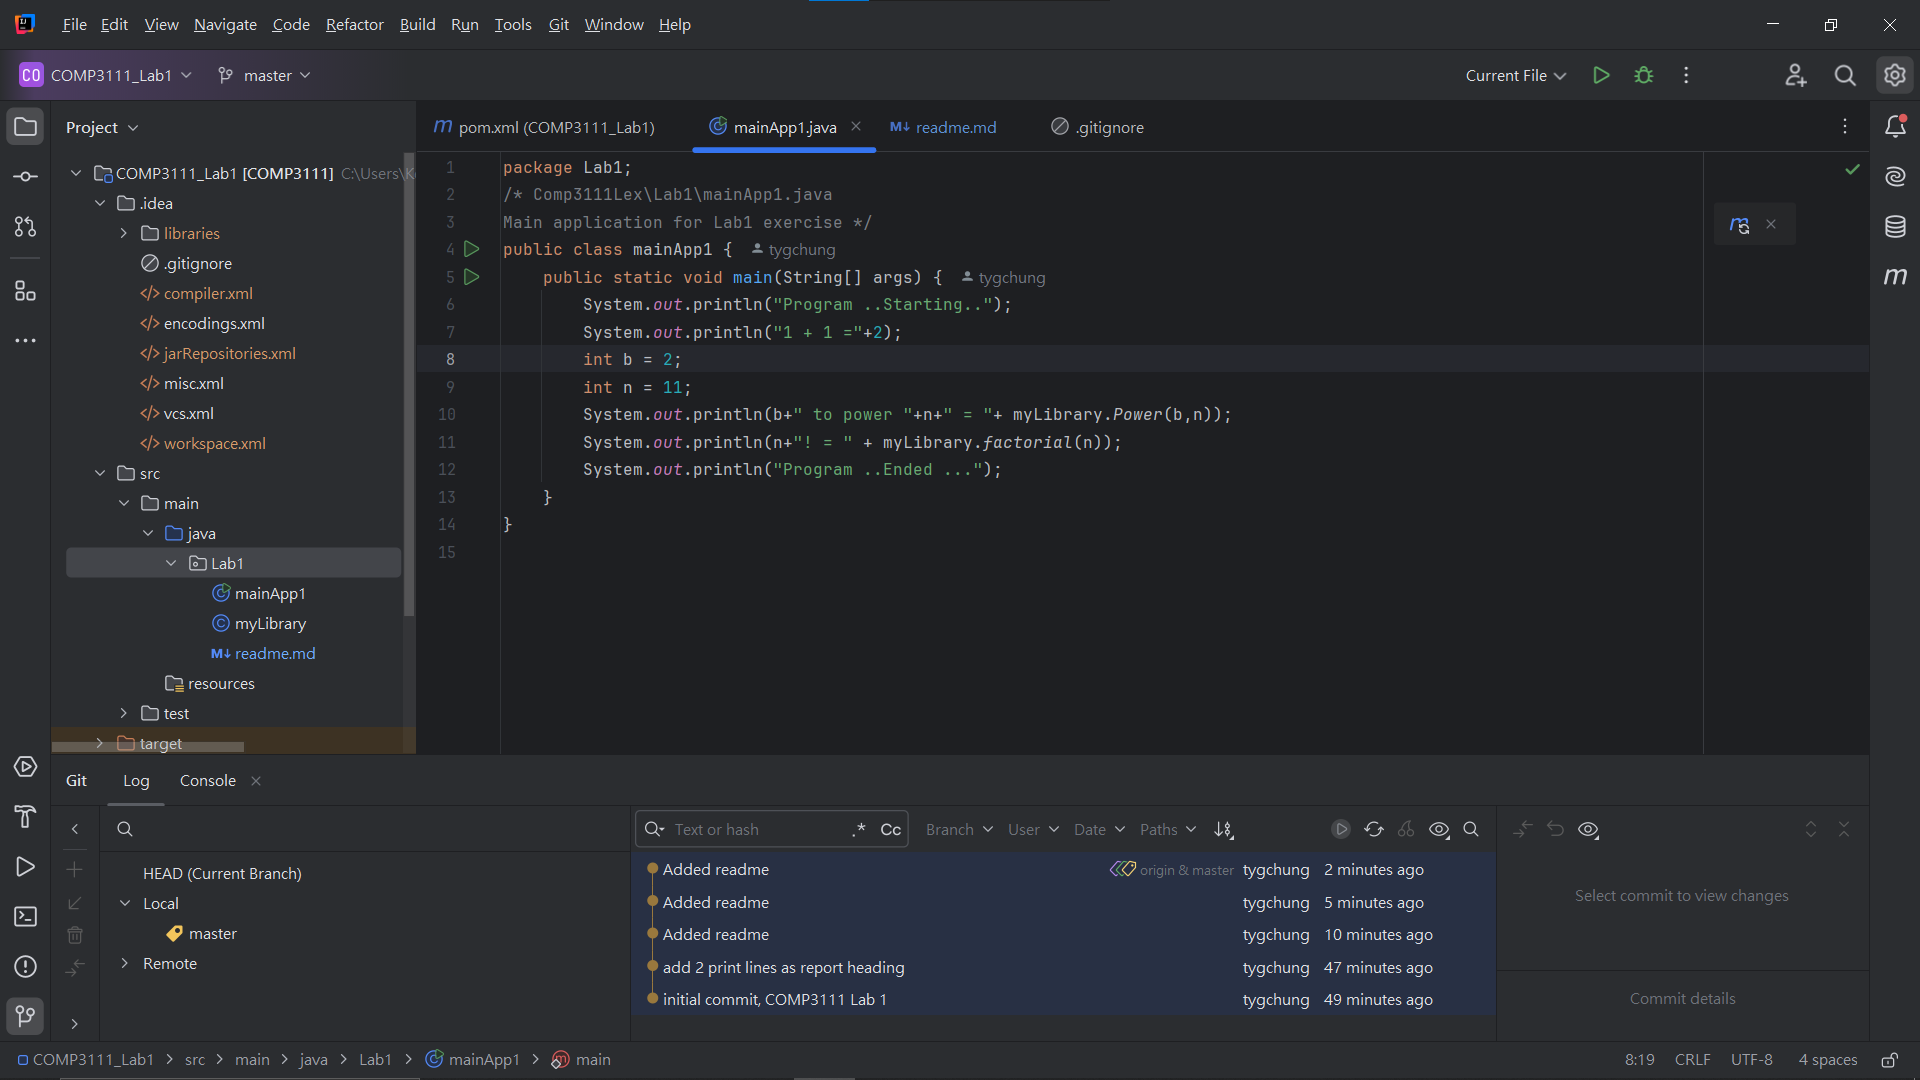 File Edit View Navigate Code Refactor Build Run Tools Git Window Help
CO COMP3111_Lab1 master Current File
Project
m pom.xml (COMP3111_Lab1) mainApp1.java readme.md .gitignore
COMP3111_Lab1 [COMP3111] C:\Users\
.idea
libraries
.gitignore
compiler.xml
encodings.xml
jarRepositories.xml
misc.xml
vcs.xml
workspace.xml
src
main
java
Lab1
mainApp1
myLibrary
readme.md
resources
test
target
1 package Lab1;
2 /* Comp3111Lex\Lab1\mainApp1.java
3 Main application for Lab1 exercise */
4 public class mainApp1 { tygchung
5 public static void main(String[] args) { tygchung
6 System.out.println("Program ..Starting..");
7 System.out.println("1 + 1 ="+2);
8 int b = 2;
9 int n = 11;
10 System.out.println(b+" to power "+n+" = "+ myLibrary.Power(b,n));
11 System.out.println(n+"! = " + myLibrary.factorial(n));
12 System.out.println("Program ..Ended ...");
13 }
14 }
15
Git Log Console
Text or hash .* Cc Branch User Date Paths
HEAD (Current Branch)
Local
master
Remote
Added readme origin & master tygchung 2 minutes ago
Added readme tygchung 5 minutes ago
Added readme tygchung 10 minutes ago
add 2 print lines as report heading tygchung 47 minutes ago
initial commit, COMP3111 Lab 1 tygchung 49 minutes ago
Select commit to view changes
Commit details
COMP3111_Lab1 > src > main > java > Lab1 > mainApp1 > main 8:19 CRLF UTF-8 4 spaces